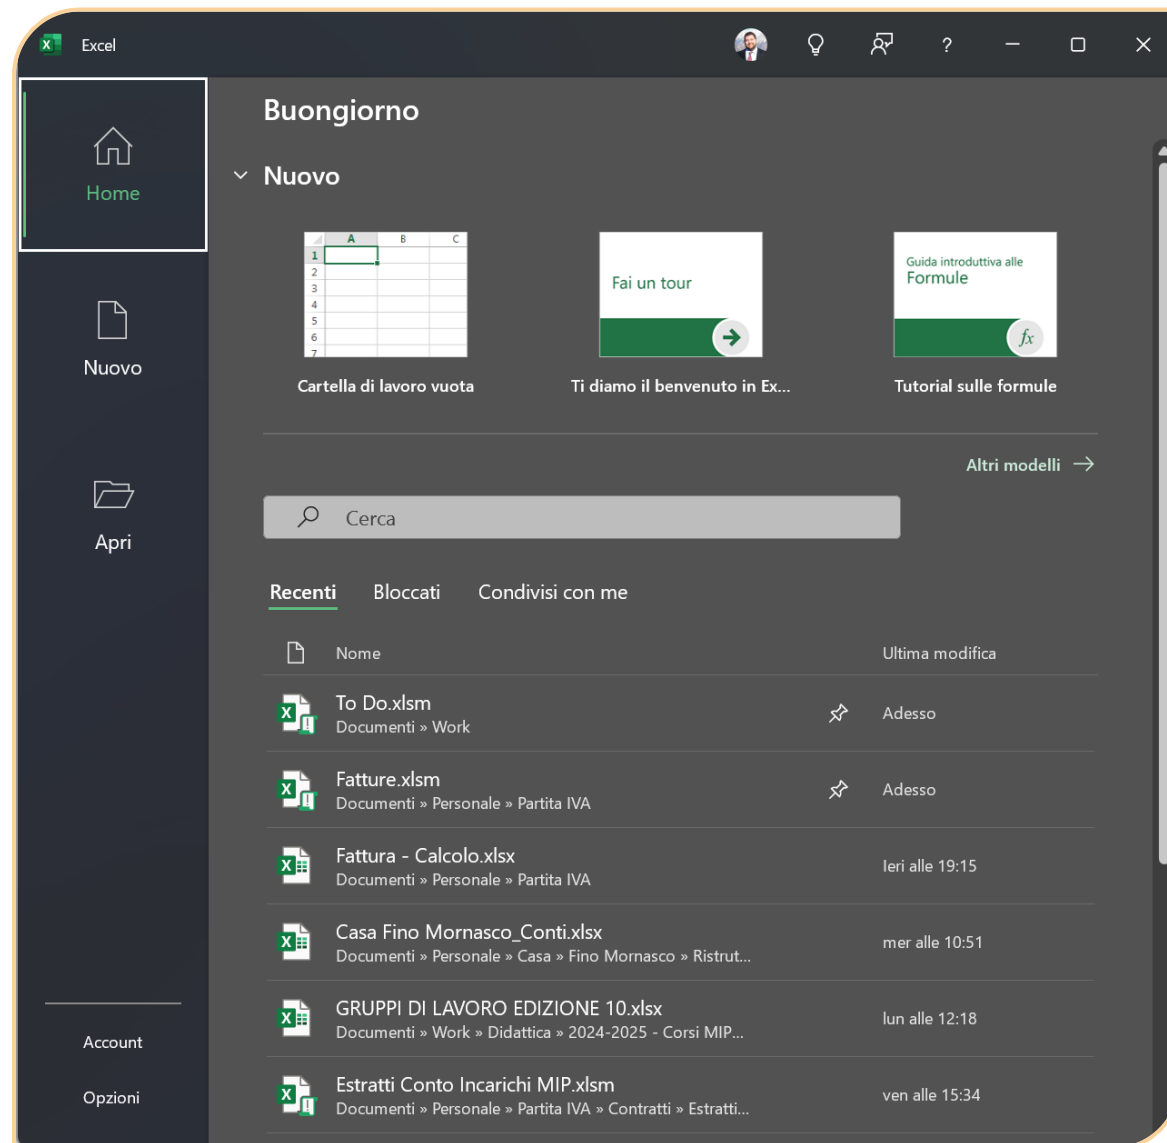 Excel
?
Home
Nuovo
Apri
Account
Opzioni
Buongiorno
Nuovo
A B C
1
2
3
4
5
6
7
Cartella di lavoro vuota
Fai un tour
Ti diamo il benvenuto in Ex...
Guida introduttiva alle
Formule
fx
Tutorial sulle formule
Altri modelli
Cerca
Recenti Bloccati Condivisi con me
Nome Ultima modifica
To Do.xlsm
Documenti » Work
Adesso
Fatture.xlsm
Documenti » Personale » Partita IVA
Adesso
Fattura - Calcolo.xlsx
Documenti » Personale » Partita IVA
Ieri alle 19:15
Casa Fino Mornasco_Conti.xlsx
Documenti » Personale » Casa » Fino Mornasco » Ristrut...
mer alle 10:51
GRUPPI DI LAVORO EDIZIONE 10.xlsx
Documenti » Work » Didattica » 2024-2025 - Corsi MIP...
lun alle 12:18
Estratti Conto Incarichi MIP.xlsm
Documenti » Personale » Partita IVA » Contratti » Estratti...
ven alle 15:34